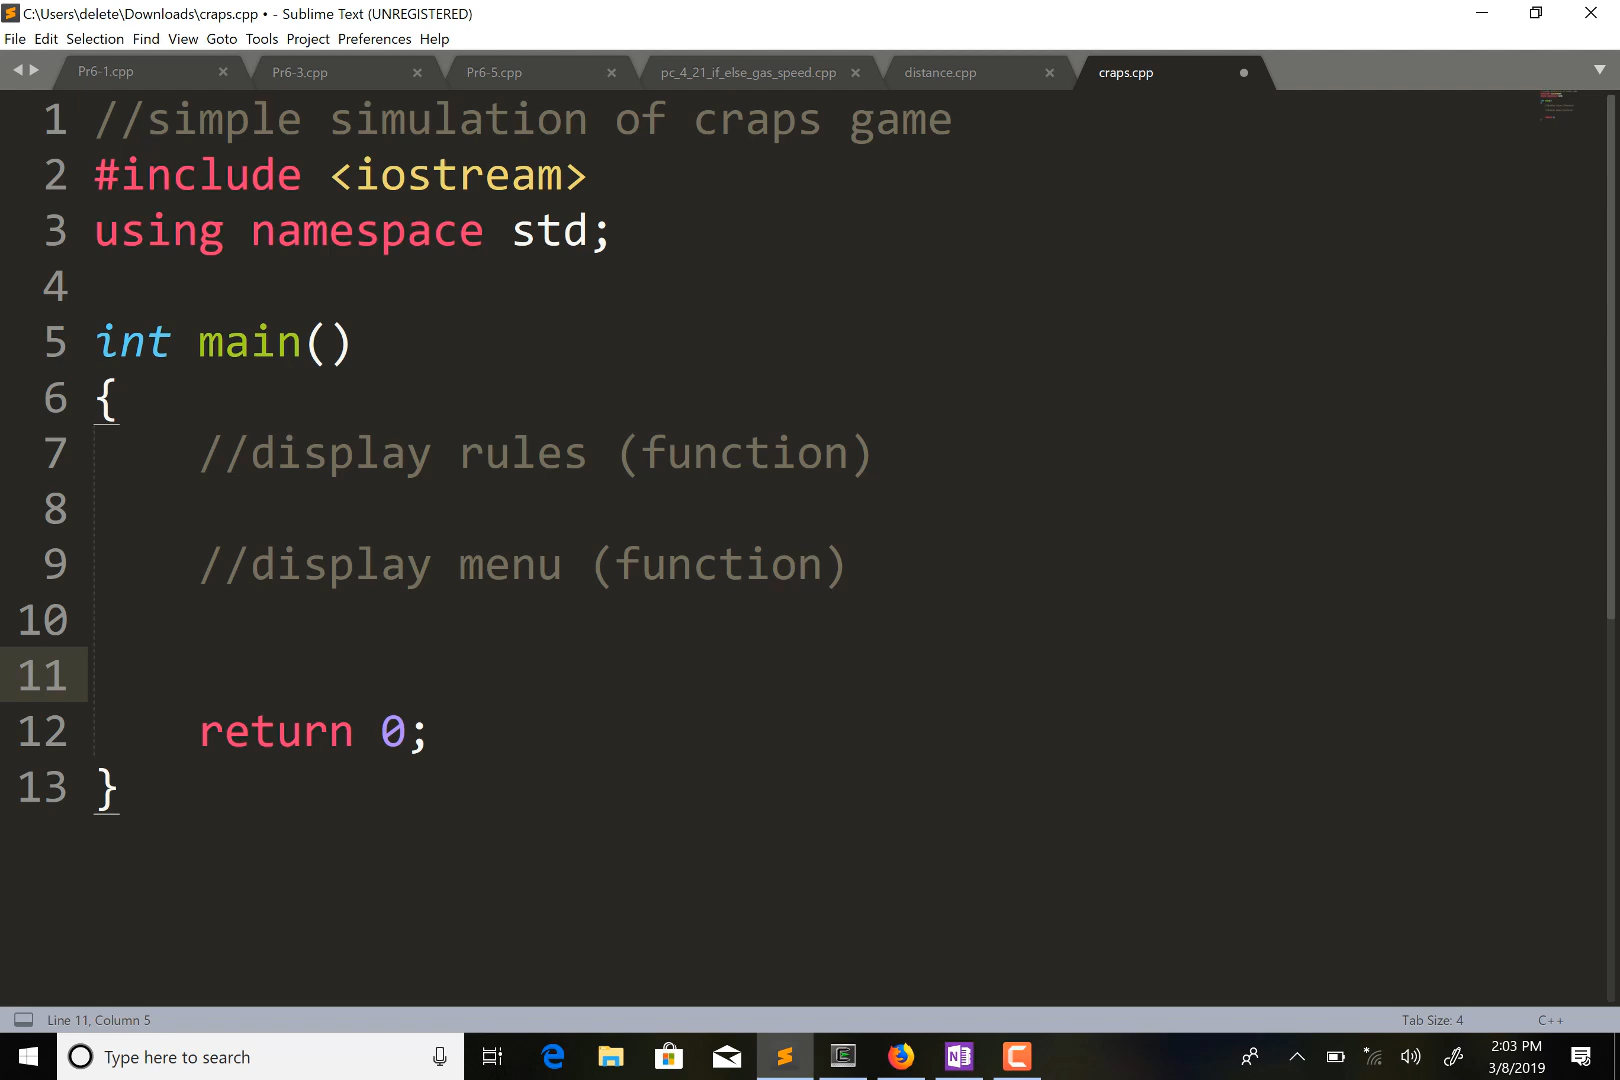 C:\Users\delete\Downloads\craps.cpp • - Sublime Text (UNREGISTERED)
File Edit Selection Find View Goto Tools Project Preferences Help
Pr6-1.cpp Pr6-3.cpp Pr6-5.cpp pc_4_21_if_else_gas_speed.cpp distance.cpp craps.cpp
1 //simple simulation of craps game
2 #include <iostream>
3 using namespace std;
4
5 int main()
6 {
7 //display rules (function)
8
9 //display menu (function)
10
11
12 return 0;
13 }
Line 11, Column 5 Tab Size: 4 C++
Type here to search 2:03 PM
3/8/2019